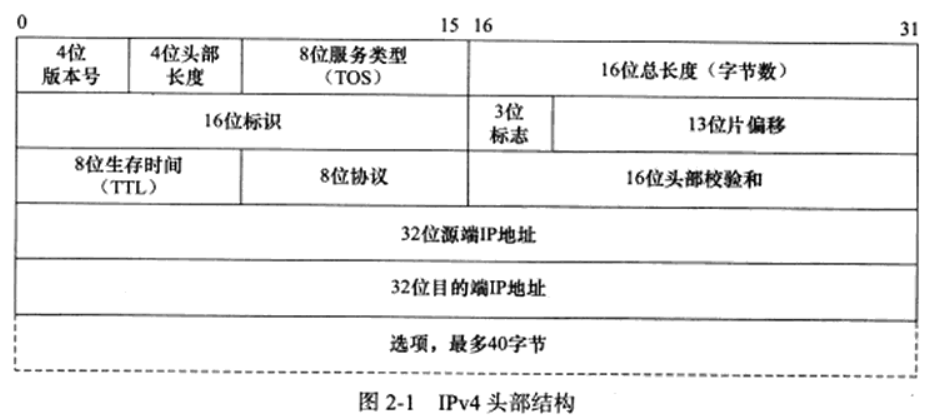 0 15 16 31
4位
版本号
4位头部
长度
8位服务类型
（TOS）
16位总长度（字节数）
16位标识
3位
标志
13位片偏移
8位生存时间
（TTL）
8位协议
16位头部校验和
32位源端IP地址
32位目的端IP地址
选项，最多40字节
图 2-1 IPv4 头部结构